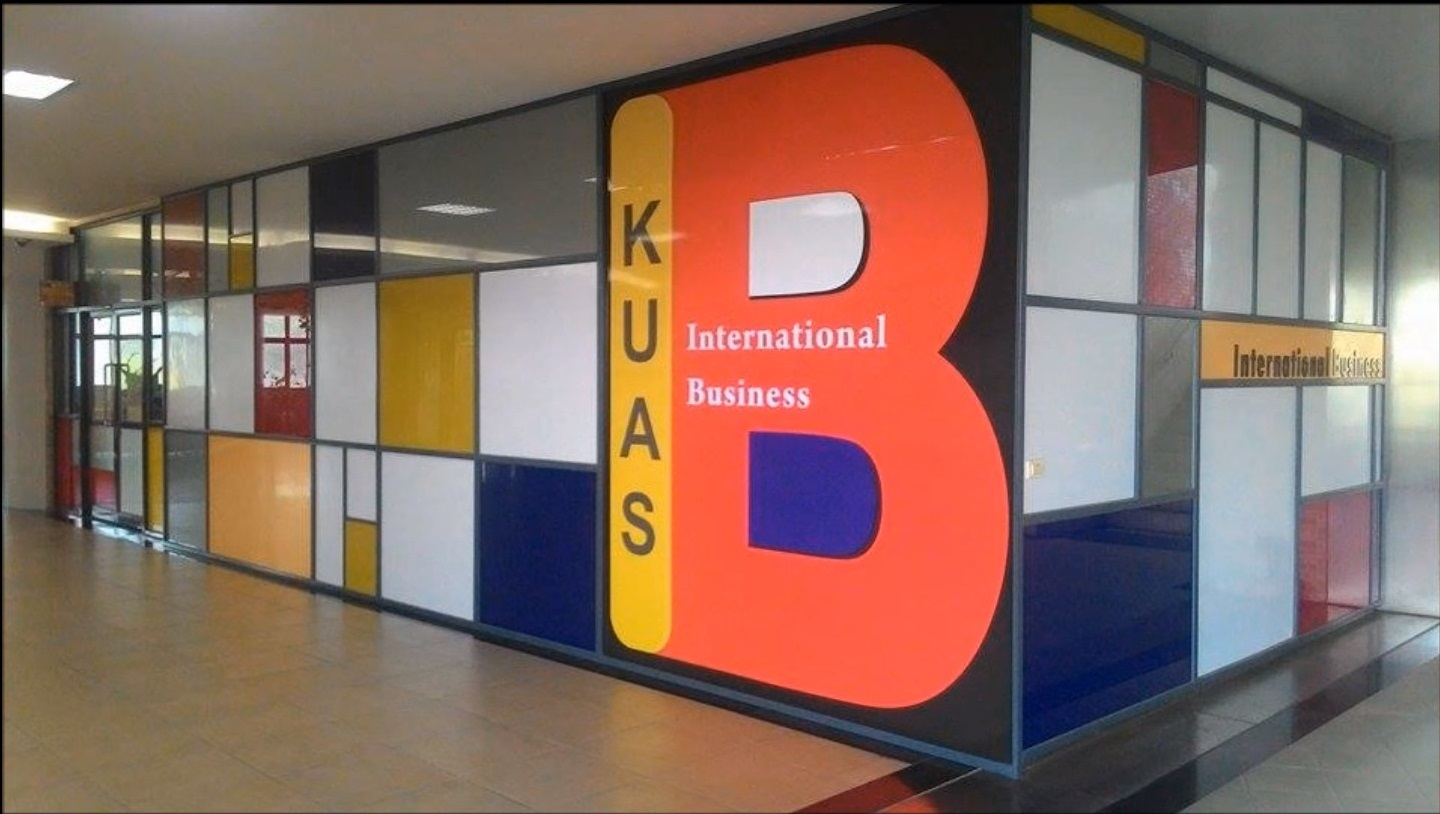 KUAS
International
Business
International Business